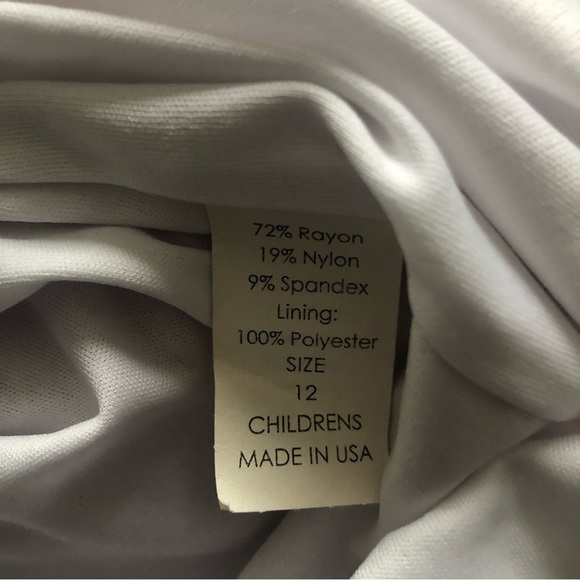 72% Rayon
19% Nylon
9% Spandex
Lining:
100% Polyester
SIZE
12
CHILDRENS
MADE IN USA